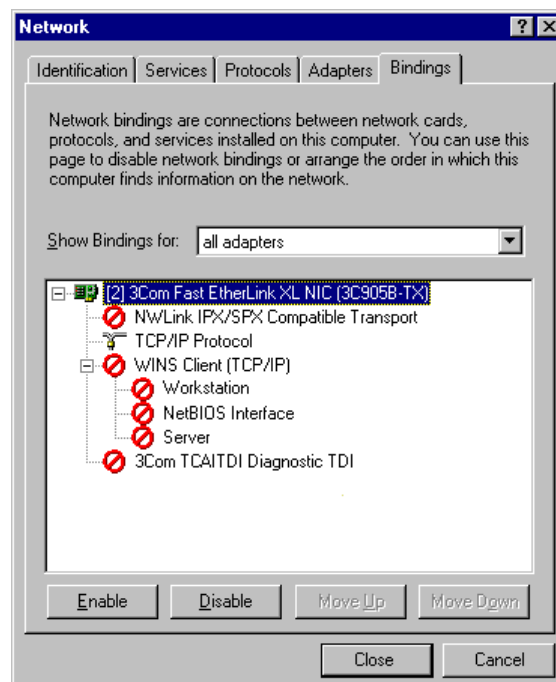 Network
Identification Services Protocols Adapters Bindings
Network bindings are connections between network cards,
protocols, and services installed on this computer. You can use this
page to disable network bindings or arrange the order in which this
computer finds information on the network.
Show Bindings for: all adapters
[2] 3Com Fast EtherLink XL NIC (3C905B-TX)
NWLink IPX/SPX Compatible Transport
TCP/IP Protocol
WINS Client (TCP/IP)
Workstation
NetBIOS Interface
Server
3Com TCAITDI Diagnostic TDI
Enable Disable Move Up Move Down
Close Cancel